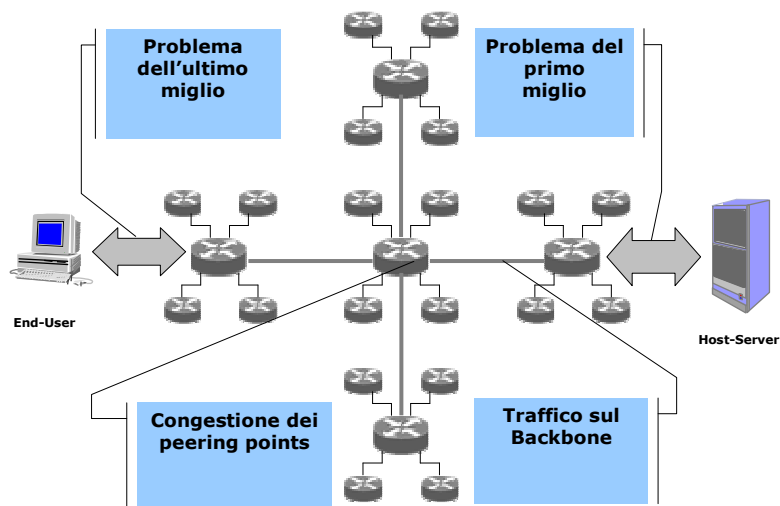 Problema
dell'ultimo
miglio
Problema del
primo
miglio
End-User
Host-Server
Congestione dei
peering points
Traffico sul
Backbone